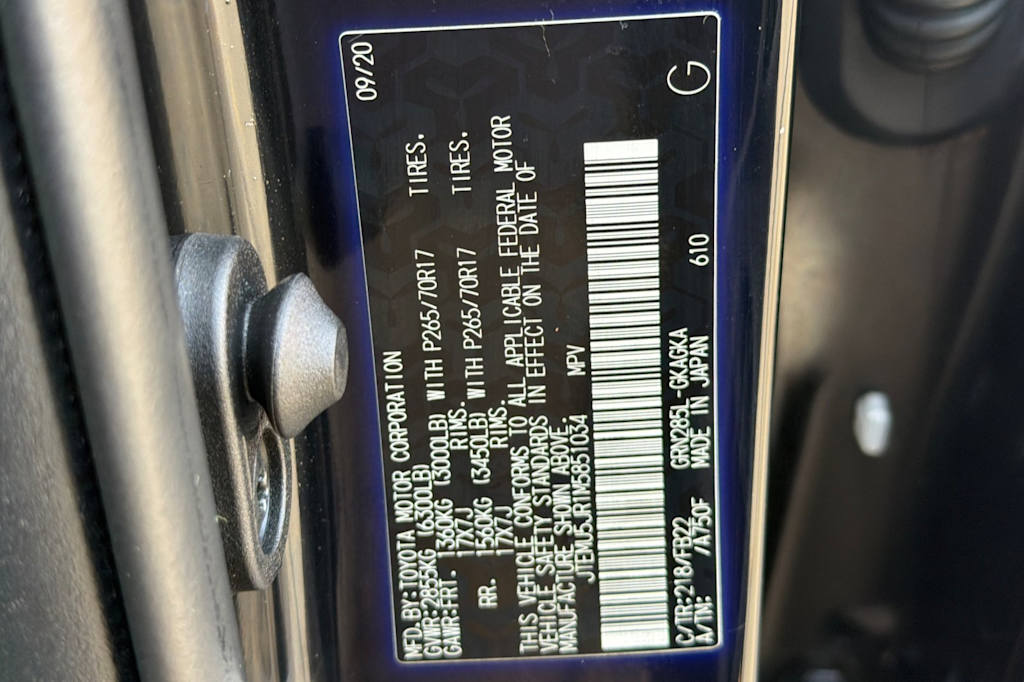 MFD.BY:TOYOTA MOTOR CORPORATION 09/20
GVWR:2855KG (6300LB)
GAWR:FRT. 1360KG (3000LB) WITH P265/70R17 TIRES.
17X7J RIMS.
RR. 1560KG (3450LB) WITH P265/70R17 TIRES.
17X7J RIMS.
THIS VEHICLE CONFORMS TO ALL APPLICABLE FEDERAL MOTOR
VEHICLE SAFETY STANDARDS IN EFFECT ON THE DATE OF
MANUFACTURE SHOWN ABOVE.
JTEMU5JR1M5851034 MPV
C/TR:218/FB22 GRN285L-GKAGKA 610 G
A/TM: /A750F MADE IN JAPAN